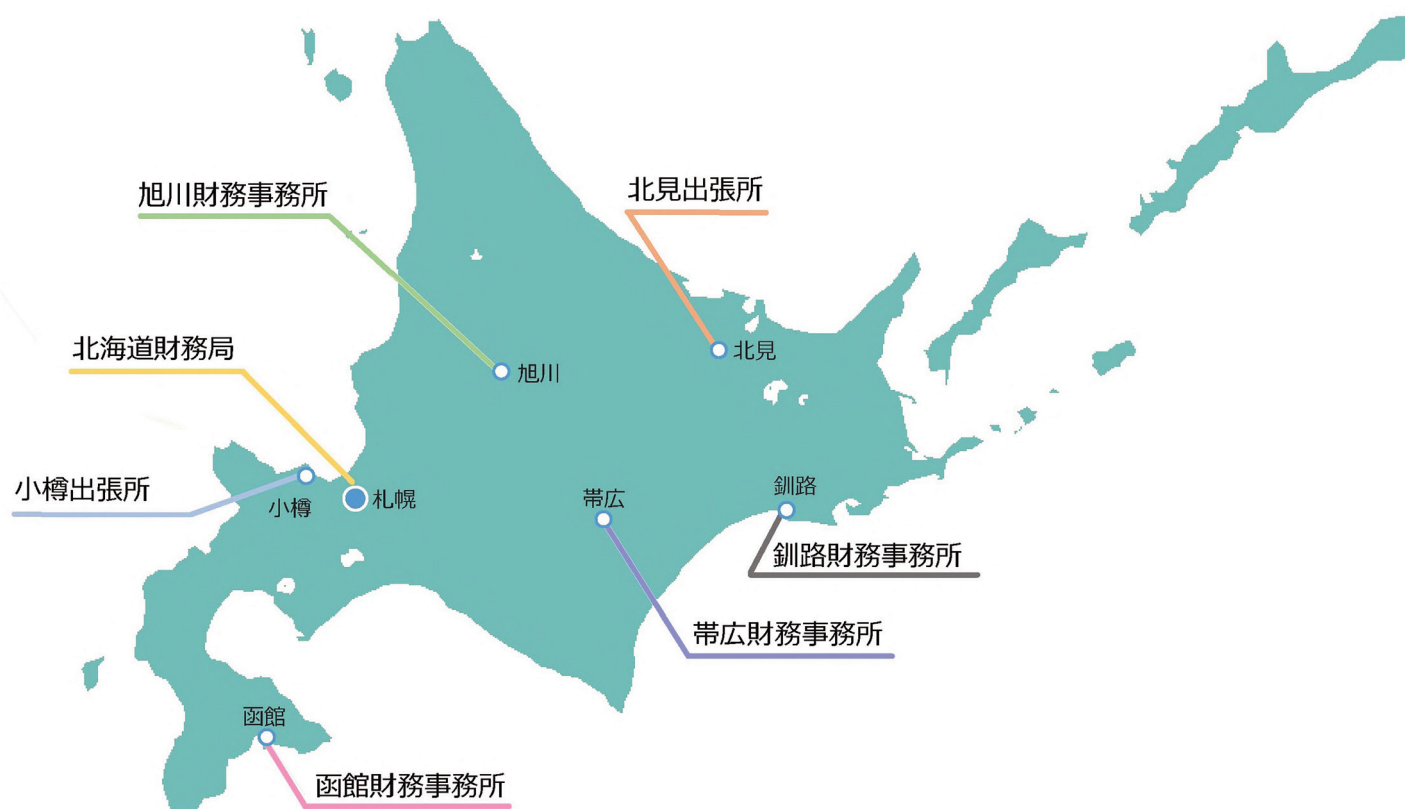 旭川財務事務所
北見出張所
北海道財務局
北見
旭川
小樽出張所
小樽
札幌
帯広
釧路
釧路財務事務所
帯広財務事務所
函館
函館財務事務所